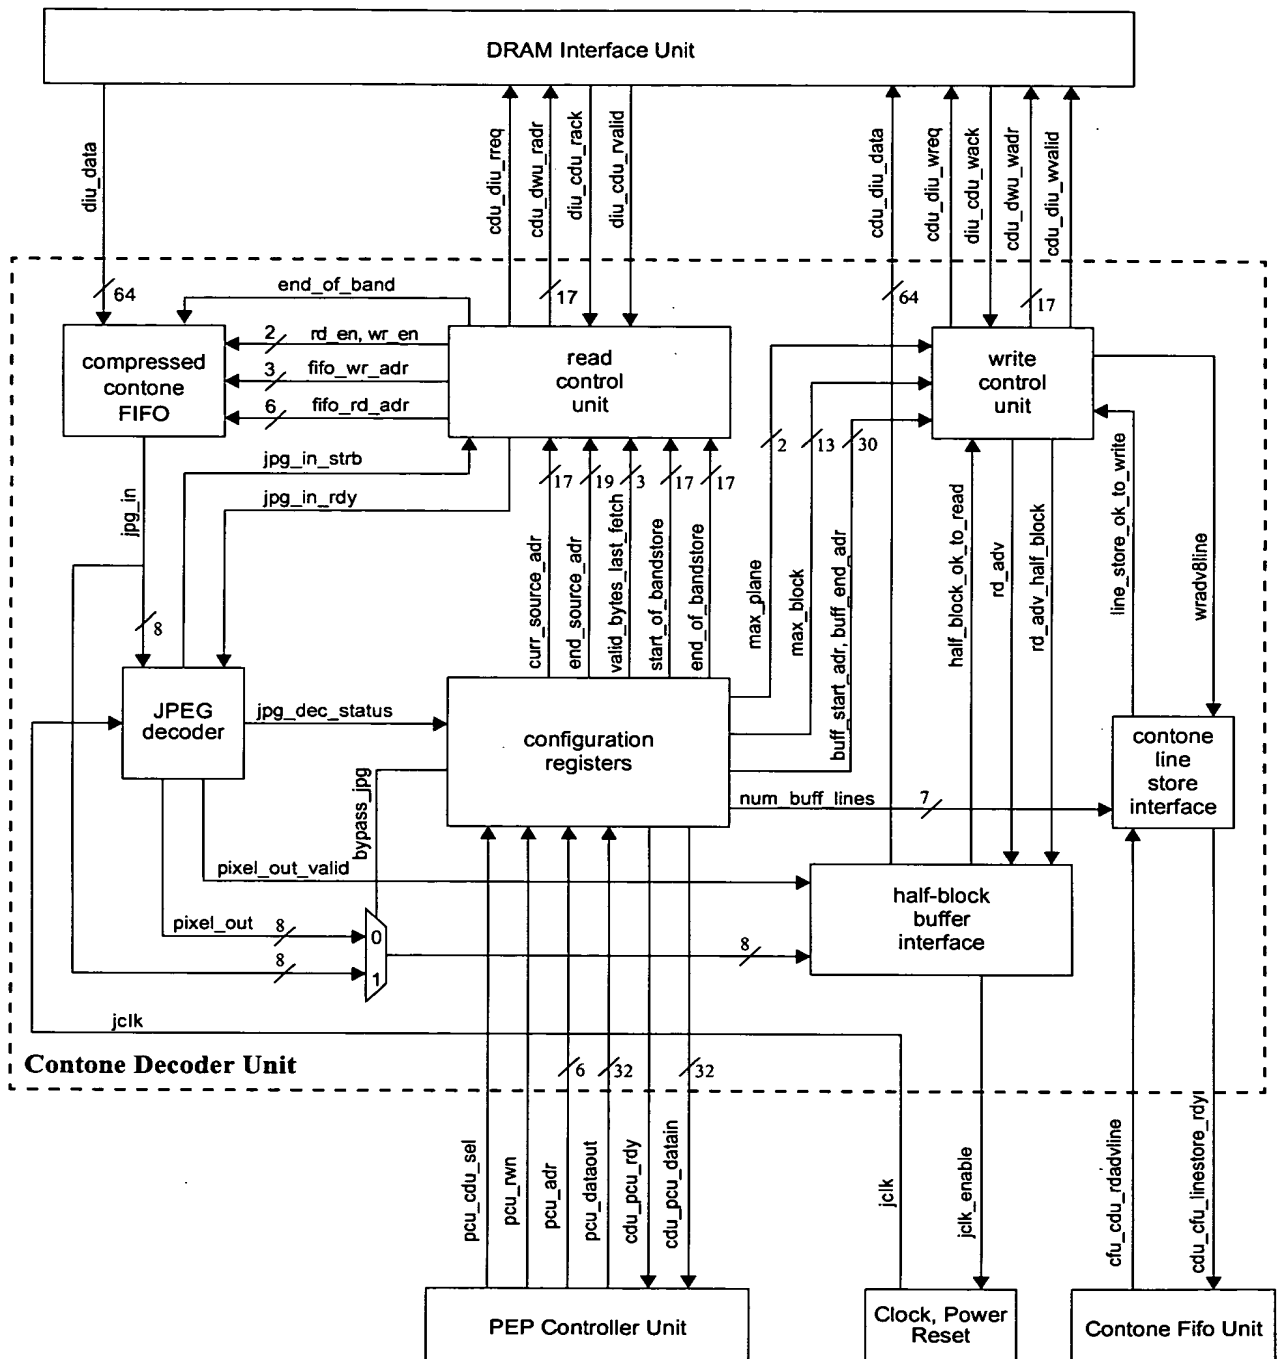 DRAM Interface Unit
diu_data
cdu_diu_rreq
cdu_dwu_radr
diu_cdu_rack
diu_cdu_rvalid
cdu_diu_data
cdu_diu_wreq
diu_cdu_wack
cdu_dwu_wadr
cdu_diu_wvalid
64
end_of_band
17
64
17
compressed
contone
FIFO
2
rd_en, wr_en
3
fifo_wr_adr
6
fifo_rd_adr
read
control
unit
write
control
unit
2
13
30
jpg_in
jpg_in_strb
jpg_in_rdy
17
19
3
17
17
curr_source_adr
end_source_adr
valid_bytes_last_fetch
start_of_bandstore
end_of_bandstore
max_plane
max_block
buff_start_adr, buff_end_adr
half_block_ok_to_read
rd_adv
rd_adv_half_block
line_store_ok_to_write
wradv8line
8
JPEG
decoder
jpg_dec_status
configuration
registers
contone
line
store
interface
bypass_jpg
num_buff_lines
7
pixel_out_valid
half-block
buffer
interface
pixel_out
8
0
8
1
8
jclk
Contone Decoder Unit
6
32
32
pcu_cdu_sel
pcu_rwn
pcu_adr
pcu_dataout
cdu_pcu_rdy
cdu_pcu_datain
jclk
jclk_enable
cfu_cdu_rdadvline
cdu_cfu_linestore_rdy
PEP Controller Unit
Clock, Power
Reset
Contone Fifo Unit